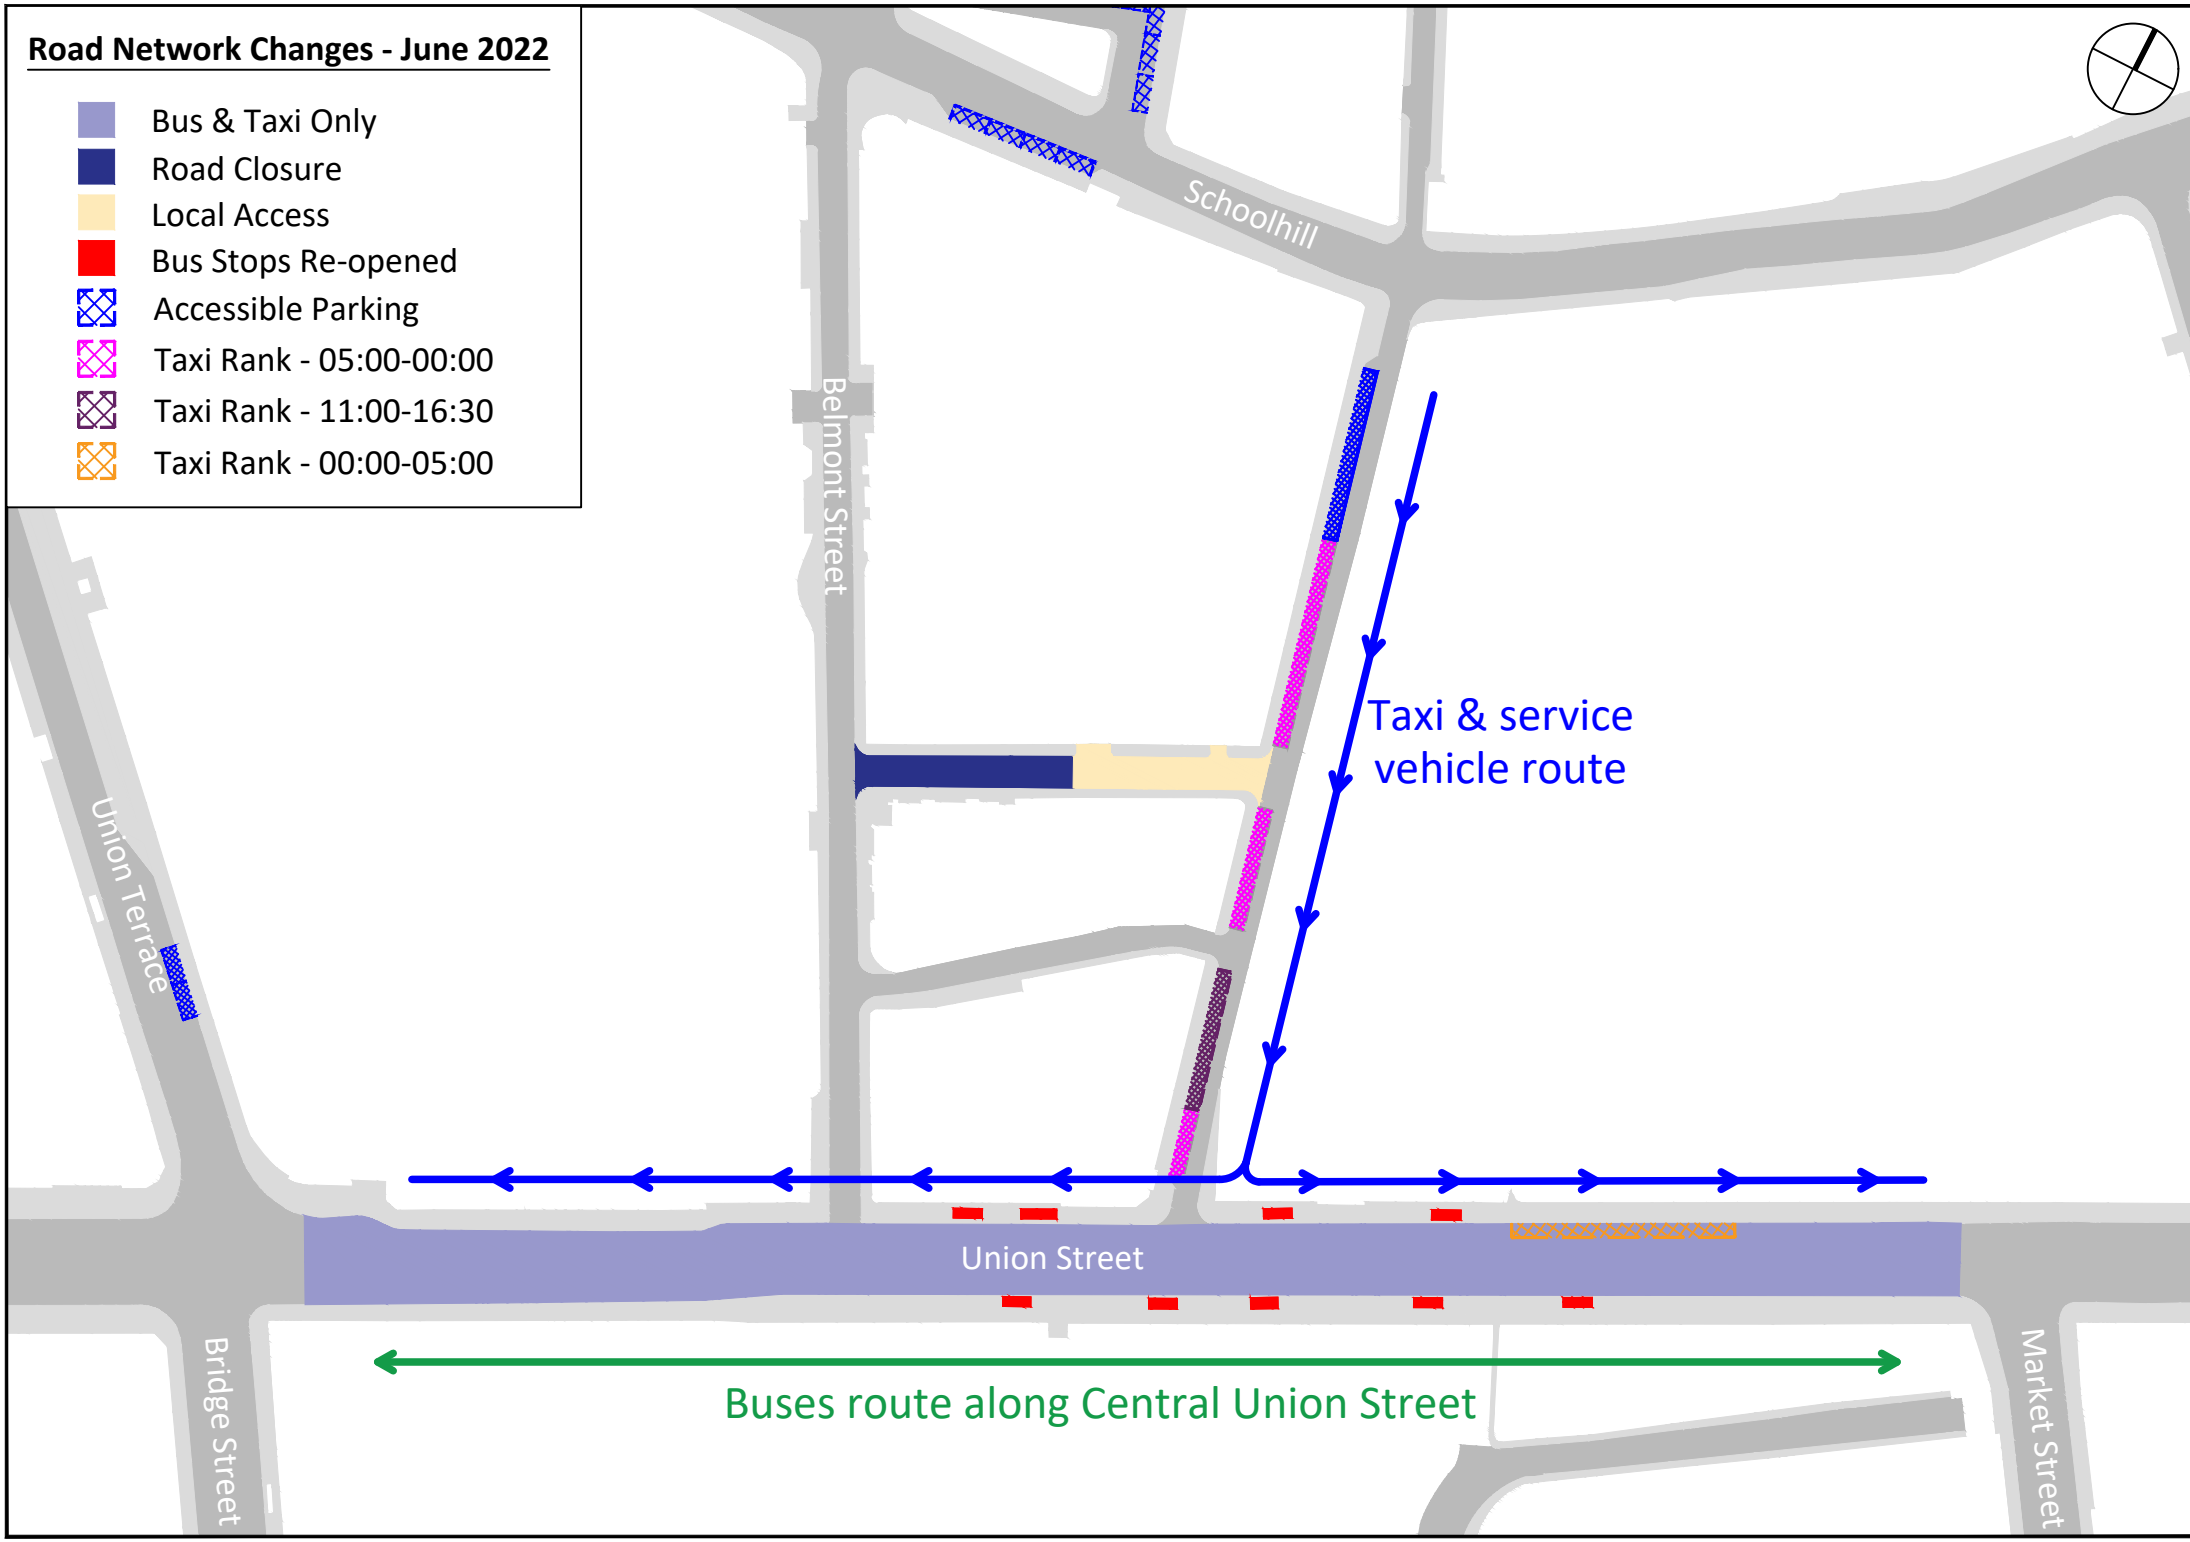 Road Network Changes - June 2022
Bus & Taxi Only
Road Closure
Local Access
Bus Stops Re-opened
Accessible Parking
Taxi Rank - 05:00-00:00
Taxi Rank - 11:00-16:30
Taxi Rank - 00:00-05:00
Schoolhill
Belmont Street
Taxi & service
vehicle route
Union Terrace
Union Street
Bridge Street
Buses route along Central Union Street
Market Street